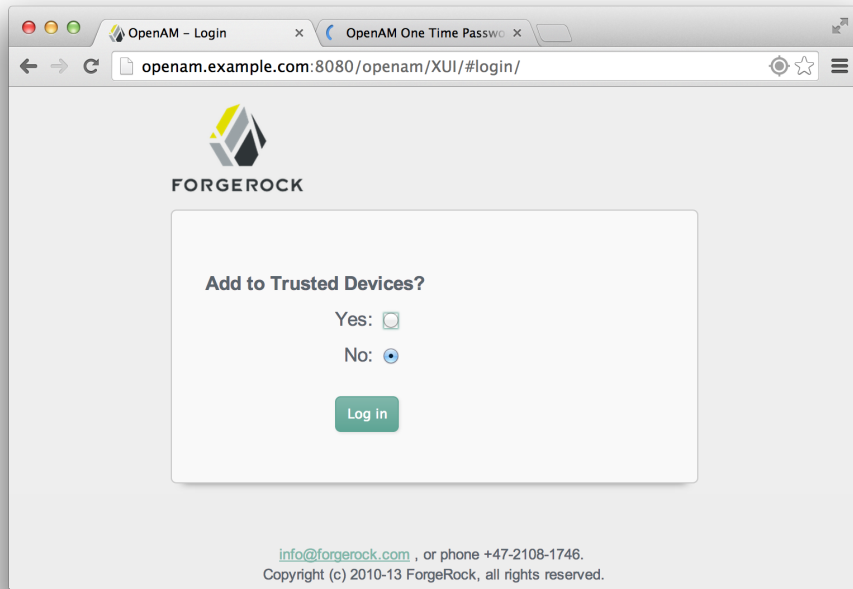 OpenAM – Login
OpenAM One Time Passwo
openam.example.com:8080/openam/XUI/#login/
FORGEROCK
Add to Trusted Devices?
Yes:
No:
Log in
info@forgerock.com , or phone +47-2108-1746.
Copyright (c) 2010-13 ForgeRock, all rights reserved.